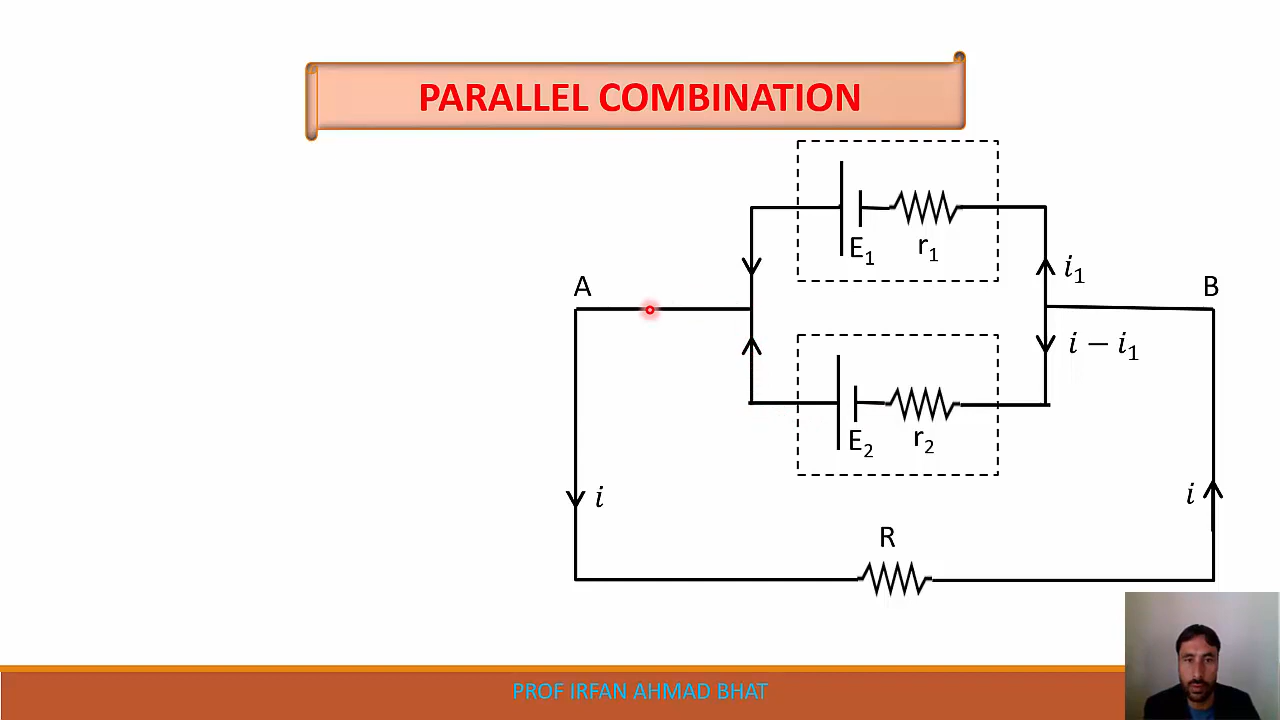 PARALLEL COMBINATION
E₁ r₁
i₁
A
B
i − i₁
E₂ r₂
i
i
R
PROF IRFAN AHMAD BHAT